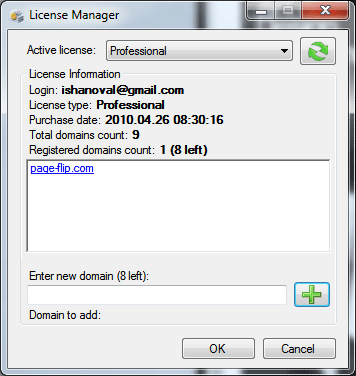 License Manager
Active license: Professional
License Information
Login: ishanoval@gmail.com
License type: Professional
Purchase date: 2010.04.26 08:30:16
Total domains count: 9
Registered domains count: 1 (8 left)
page-flip.com
Enter new domain (8 left):
Domain to add:
OK Cancel